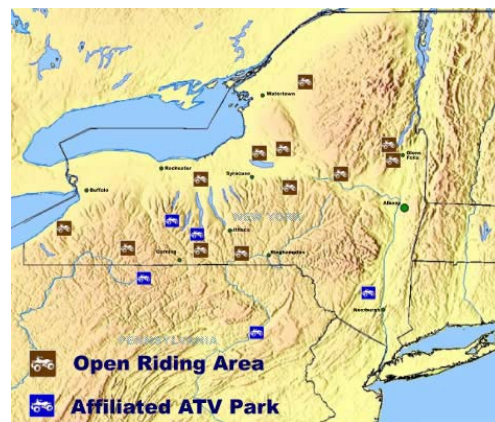 Watertown
Glens
Falls
Rochester
Syracuse
Buffalo
Albany
NEW YORK
Ithaca
Corning
Binghamton
Newburgh
PENNSYLVANIA
Open Riding Area
Affiliated ATV Park